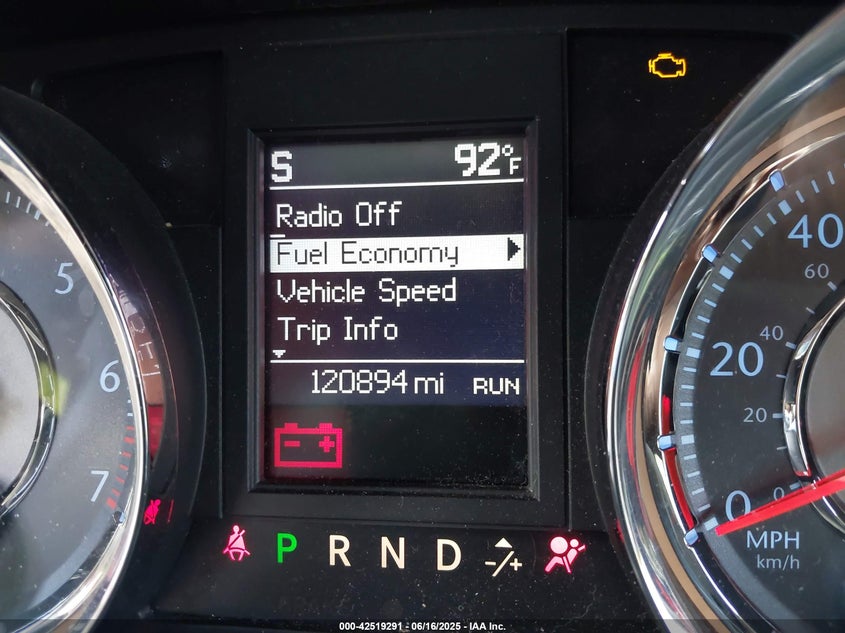 S 92°F
Radio Off
Fuel Economy
Vehicle Speed
Trip Info
120894 mi RUN
5
6
7
P R N D -/+
40
60
40
20
20
0
0
MPH
km/h
000-42519291 - 06/16/2025 - IAA Inc.